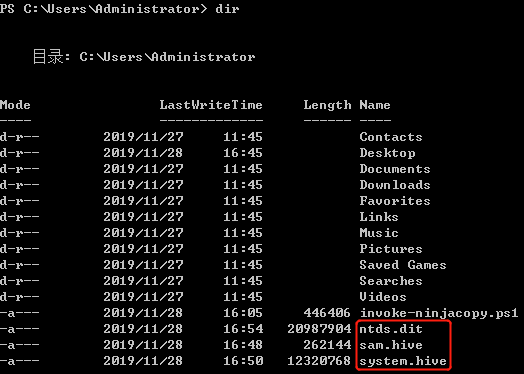 PS C:\Users\Administrator> dir
目录: C:\Users\Administrator
Mode LastWriteTime Length Name
---- ------------- ------ ----
d-r-- 2019/11/27 11:45 Contacts
d-r-- 2019/11/28 16:45 Desktop
d-r-- 2019/11/27 11:45 Documents
d-r-- 2019/11/27 11:45 Downloads
d-r-- 2019/11/27 11:45 Favorites
d-r-- 2019/11/27 11:45 Links
d-r-- 2019/11/27 11:45 Music
d-r-- 2019/11/27 11:45 Pictures
d-r-- 2019/11/27 11:45 Saved Games
d-r-- 2019/11/27 11:45 Searches
d-r-- 2019/11/27 11:45 Videos
-a--- 2019/11/28 16:05 446406 invoke-ninjacopy.ps1
-a--- 2019/11/28 16:54 20987904 ntds.dit
-a--- 2019/11/28 16:48 262144 sam.hive
-a--- 2019/11/28 16:50 12320768 system.hive